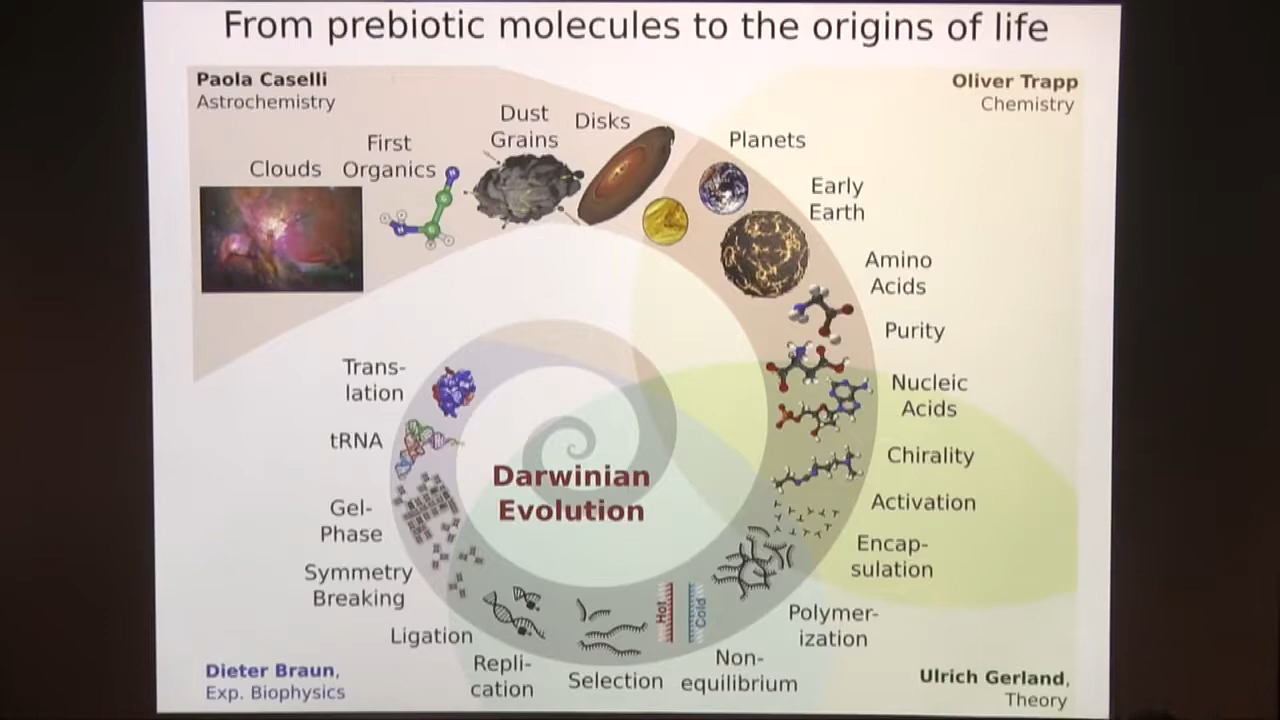 From prebiotic molecules to the origins of life
Paola Caselli
Astrochemistry
Oliver Trapp
Chemistry
Clouds
First
Organics
Dust
Grains
Disks
Planets
Early
Earth
Amino
Acids
Purity
Nucleic
Acids
Chirality
Activation
Encap-
sulation
Polymer-
ization
Non-
equilibrium
Hot
Cold
Selection
Repli-
cation
Ligation
Symmetry
Breaking
Gel-
Phase
tRNA
Trans-
lation
Darwinian
Evolution
Dieter Braun,
Exp. Biophysics
Ulrich Gerland,
Theory